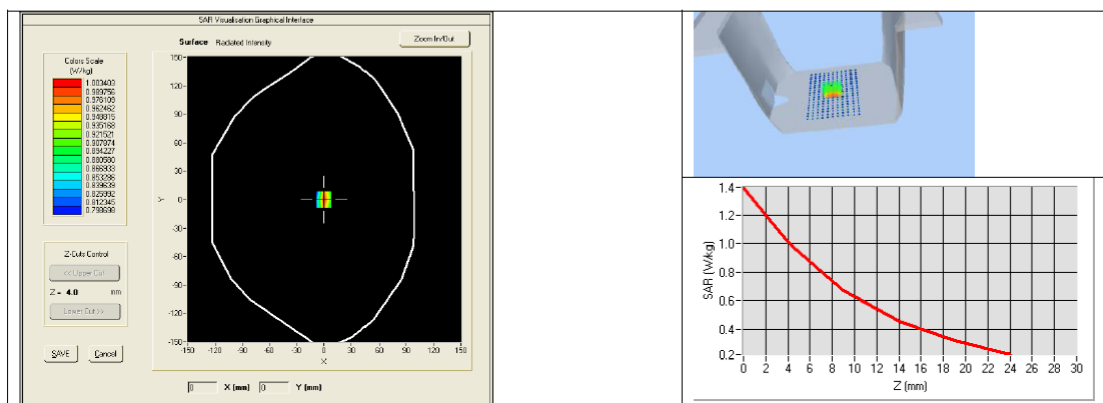 SAR Visualisation Graphical Interface
Surface Radiated Intensity
Zoom In/Out
Colors Scale
(W/kg)
1.003403
0.989756
0.976109
0.962462
0.948815
0.935168
0.921521
0.907874
0.894227
0.880580
0.866933
0.853286
0.839639
0.825992
0.812345
0.798698
Z-Cuts Control
<< Upper Cut
Z = 4.0 mm
Lower Cut >>
SAVE Cancel
150
120
90
60
30
0
-30
-60
-90
-120
-150
Y
-150 -120 -90 -60 -30 0 30 60 90 120 150
X
0 X (mm) 0 Y (mm)
1.4
1.2
1.0
0.8
0.6
0.4
0.2
SAR (W/kg)
0 2 4 6 8 10 12 14 16 18 20 22 24 26 28 30
Z (mm)